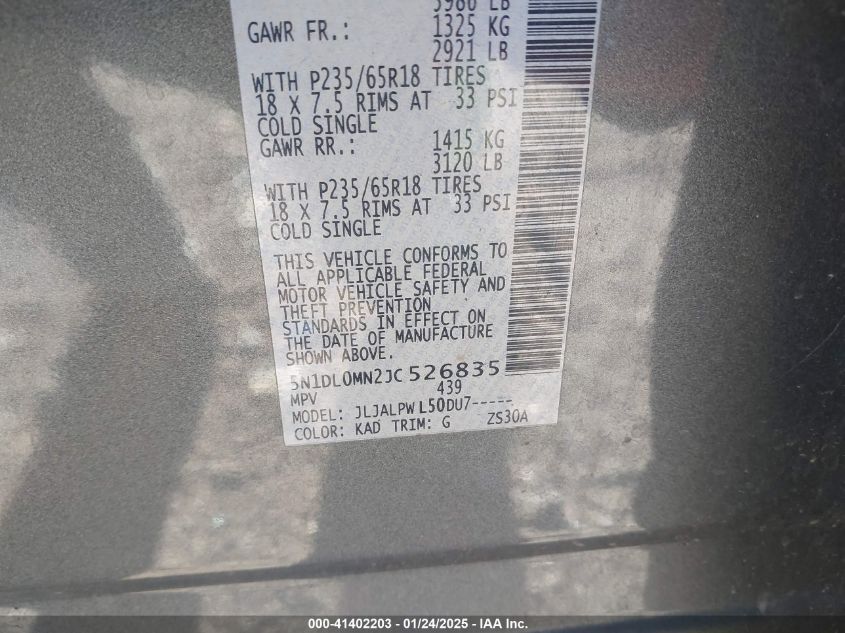 5980 LB
GAWR FR.: 1325 KG
2921 LB
WITH P235/65R18 TIRES
18 X 7.5 RIMS AT 33 PSI
COLD SINGLE
GAWR RR.: 1415 KG
3120 LB
WITH P235/65R18 TIRES
18 X 7.5 RIMS AT 33 PSI
COLD SINGLE
THIS VEHICLE CONFORMS TO
ALL APPLICABLE FEDERAL
MOTOR VEHICLE SAFETY AND
THEFT PREVENTION
STANDARDS IN EFFECT ON
THE DATE OF MANUFACTURE
SHOWN ABOVE.
5N1DL0MN2JC526835
MPV 439
MODEL: JLJALPWL50DU7-----
COLOR: KAD TRIM: G ZS30A
000-41402203 - 01/24/2025 - IAA Inc.